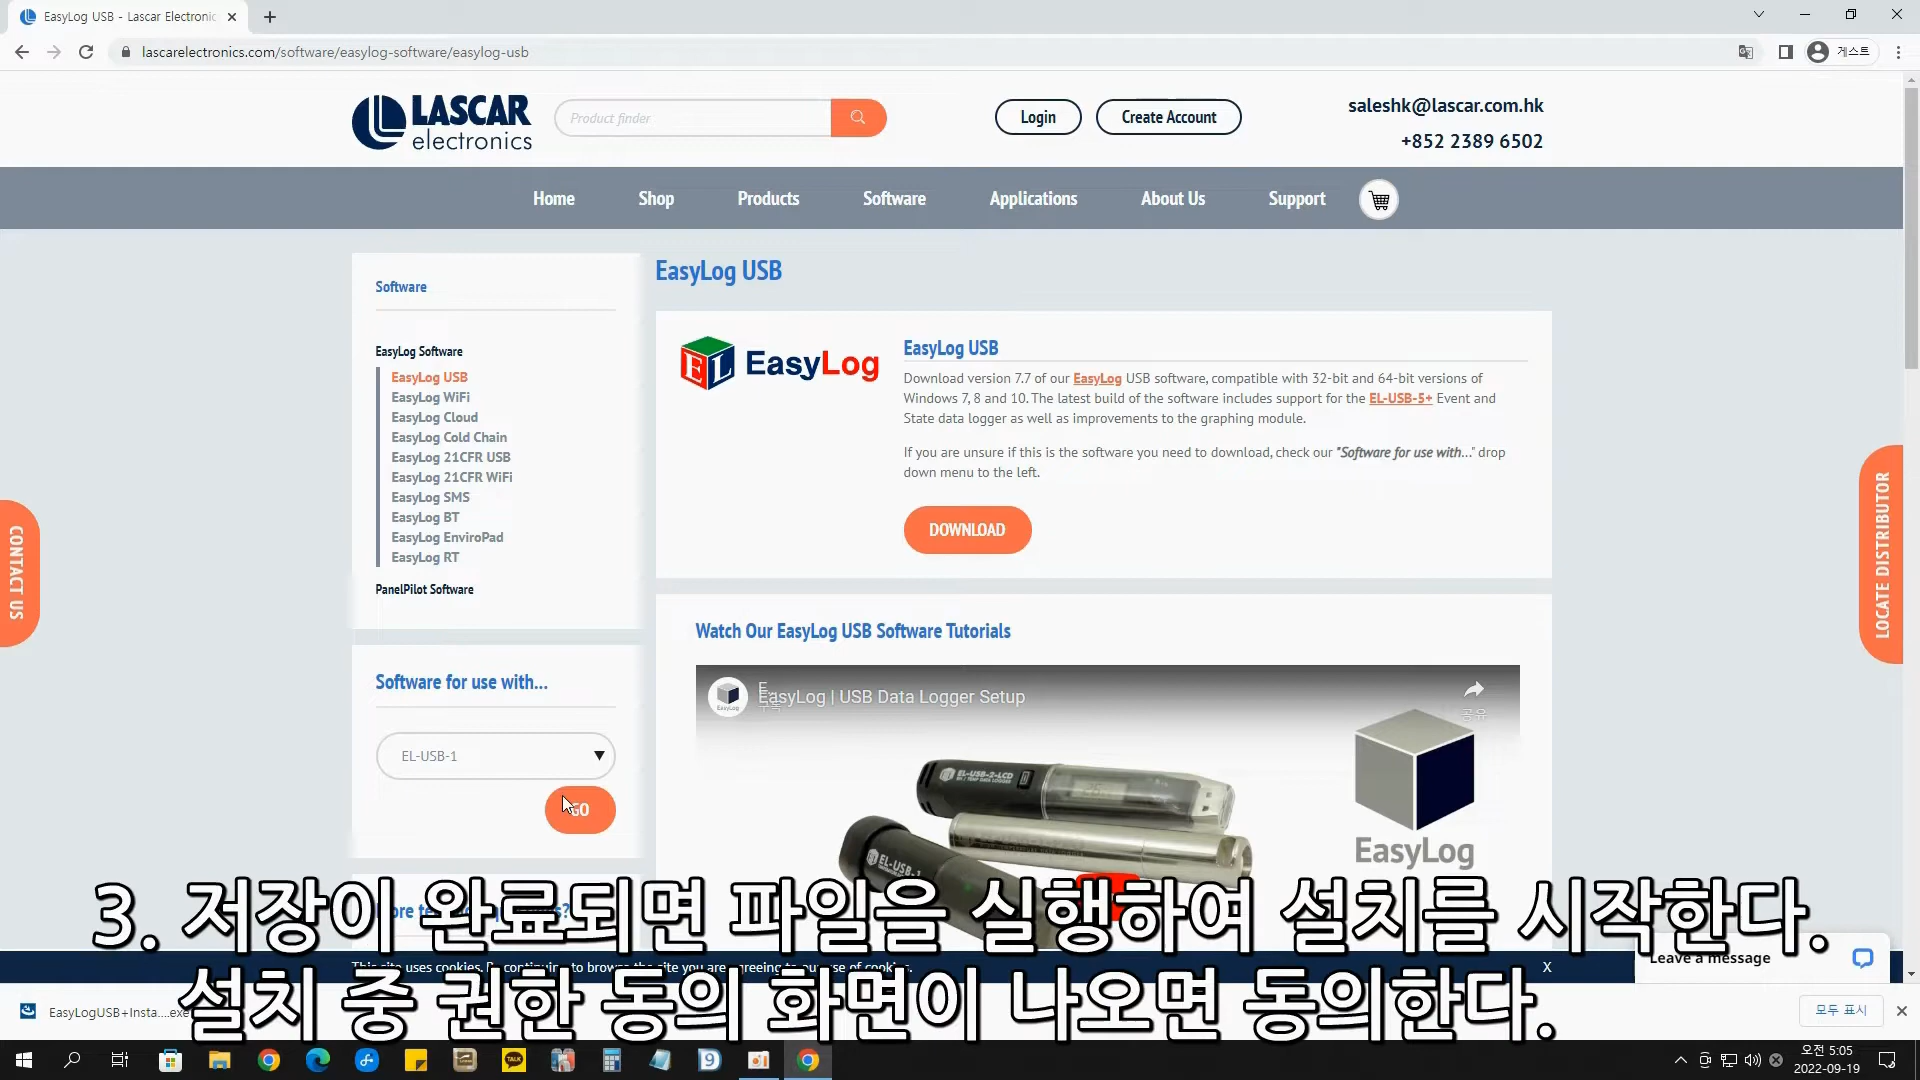 EasyLog USB - Lascar Electronic
lascarelectronics.com/software/easylog-software/easylog-usb
게스트
LASCAR
electronics
Product finder
Login
Create Account
saleshk@lascar.com.hk
+852 2389 6502
Home
Shop
Products
Software
Applications
About Us
Support
Software
EasyLog Software
EasyLog USB
EasyLog WiFi
EasyLog Cloud
EasyLog Cold Chain
EasyLog 21CFR USB
EasyLog 21CFR WiFi
EasyLog SMS
EasyLog BT
EasyLog EnviroPad
EasyLog RT
PanelPilot Software
Software for use with...
EL-USB-1
GO
EasyLog USB
EL EasyLog
EasyLog USB
Download version 7.7 of our EasyLog USB software, compatible with 32-bit and 64-bit versions of
Windows 7, 8 and 10. The latest build of the software includes support for the EL-USB-5+ Event and
State data logger as well as improvements to the graphing module.
If you are unsure if this is the software you need to download, check our "Software for use with..." drop
down menu to the left.
DOWNLOAD
Watch Our EasyLog USB Software Tutorials
EasyLog | USB Data Logger Setup
공유
EL-USB-2-LCD
EL-USB-1
EasyLog
CONTACT US
LOCATE DISTRIBUTOR
3. 저장이 완료되면 파일을 실행하여 설치를 시작한다.
설치 중 권한 동의 화면이 나오면 동의한다.
This site uses cookies. By continuing to browse the site you are agreeing to our use of cookies.
X
Leave a message
EasyLogUSB+Insta....exe
모두 표시
TALK
오전 5:05
2022-09-19